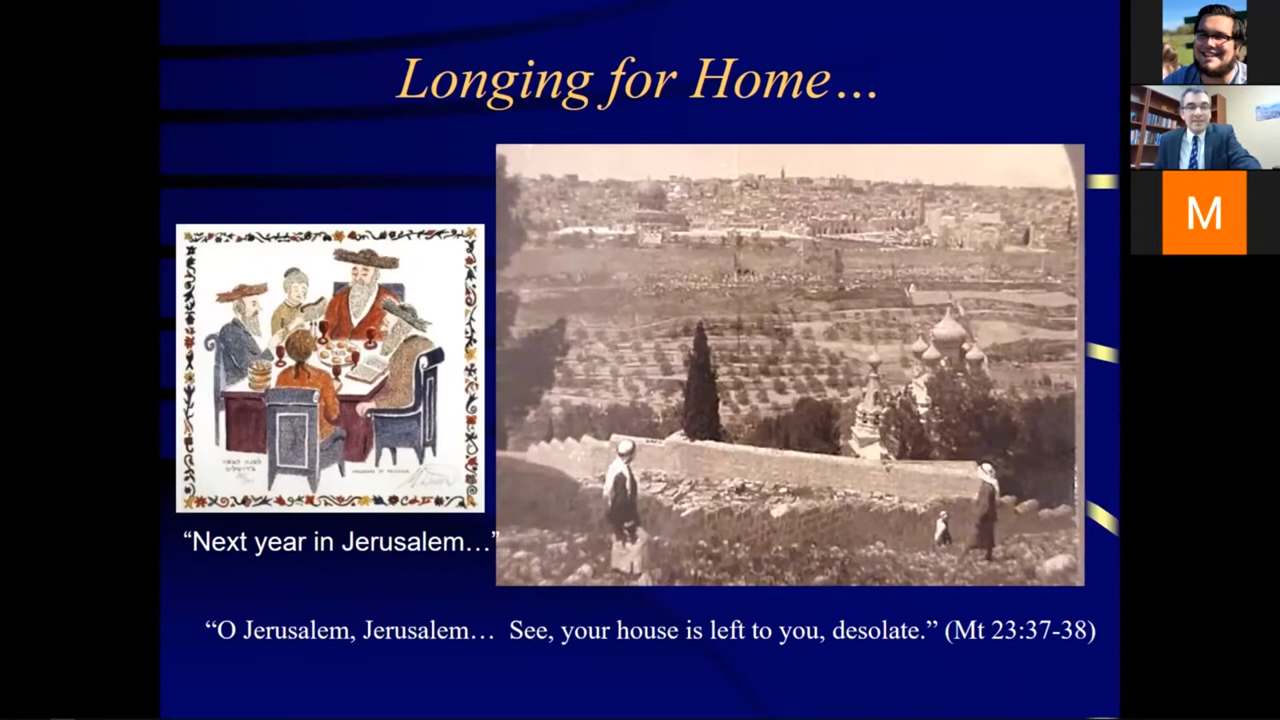 Longing for Home…
“Next year in Jerusalem…”
“O Jerusalem, Jerusalem… See, your house is left to you, desolate.” (Mt 23:37-38)
M